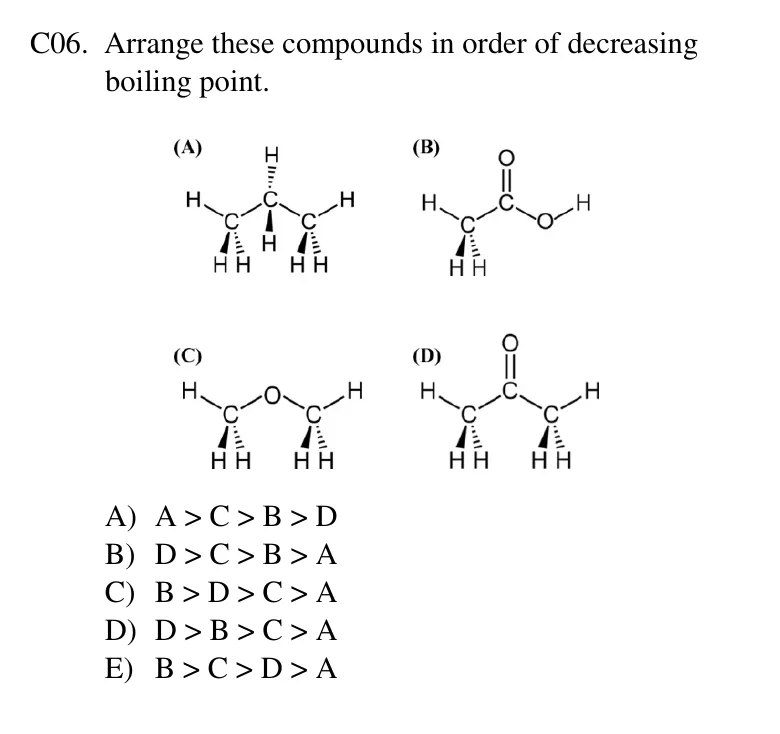 C06. Arrange these compounds in order of decreasing
boiling point.
(A)
H
H C H
C C
H
H H H H
(B)
O
H C H
C O
H H
(C)
H O H
C C
H H H H
(D)
O
H C H
C C
H H H H
A) A > C > B > D
B) D > C > B > A
C) B > D > C > A
D) D > B > C > A
E) B > C > D > A